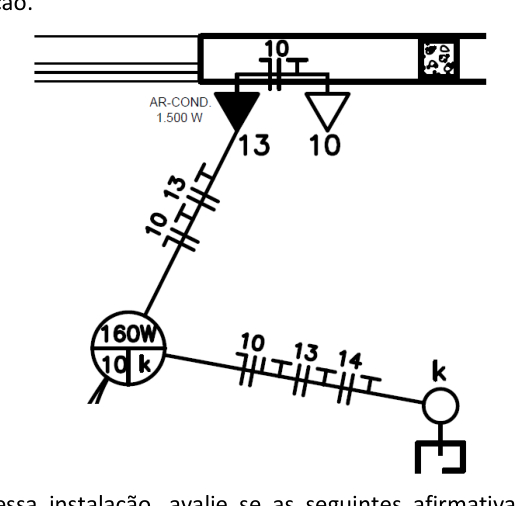 ção.
10
AR-COND.
1.500 W
13 10
13
10
160W
10 k
10 13 14
k
essa instalação, avalie se as seguintes afirmativa